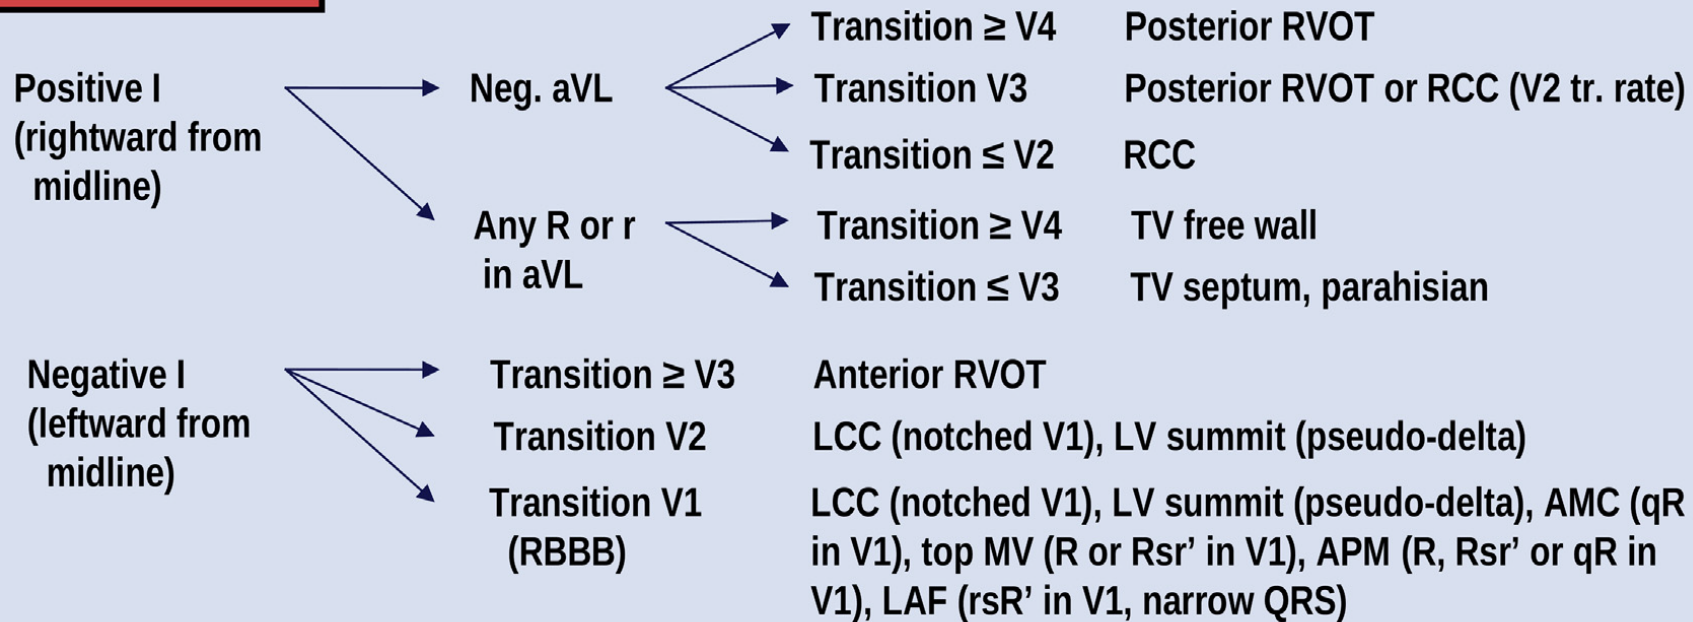 Positive I
(rightward from
midline)
Neg. aVL
Transition ≥ V4 Posterior RVOT
Transition V3 Posterior RVOT or RCC (V2 tr. rate)
Transition ≤ V2 RCC
Any R or r
in aVL
Transition ≥ V4 TV free wall
Transition ≤ V3 TV septum, parahisian
Negative I
(leftward from
midline)
Transition ≥ V3 Anterior RVOT
Transition V2 LCC (notched V1), LV summit (pseudo-delta)
Transition V1
(RBBB)
LCC (notched V1), LV summit (pseudo-delta), AMC (qR
in V1), top MV (R or Rsr’ in V1), APM (R, Rsr’ or qR in
V1), LAF (rsR’ in V1, narrow QRS)